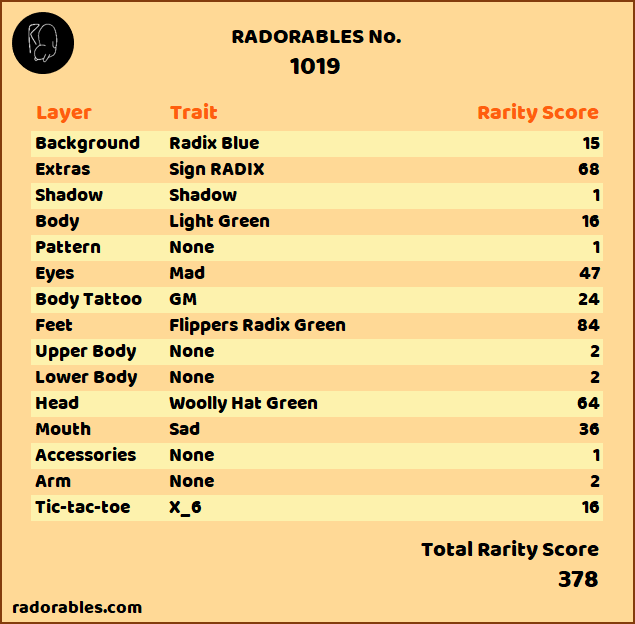 RADORABLES No.
1019
Layer Trait Rarity Score
Background Radix Blue 15
Extras Sign RADIX 68
Shadow Shadow 1
Body Light Green 16
Pattern None 1
Eyes Mad 47
Body Tattoo GM 24
Feet Flippers Radix Green 84
Upper Body None 2
Lower Body None 2
Head Woolly Hat Green 64
Mouth Sad 36
Accessories None 1
Arm None 2
Tic-tac-toe X_6 16
Total Rarity Score
378
radorables.com